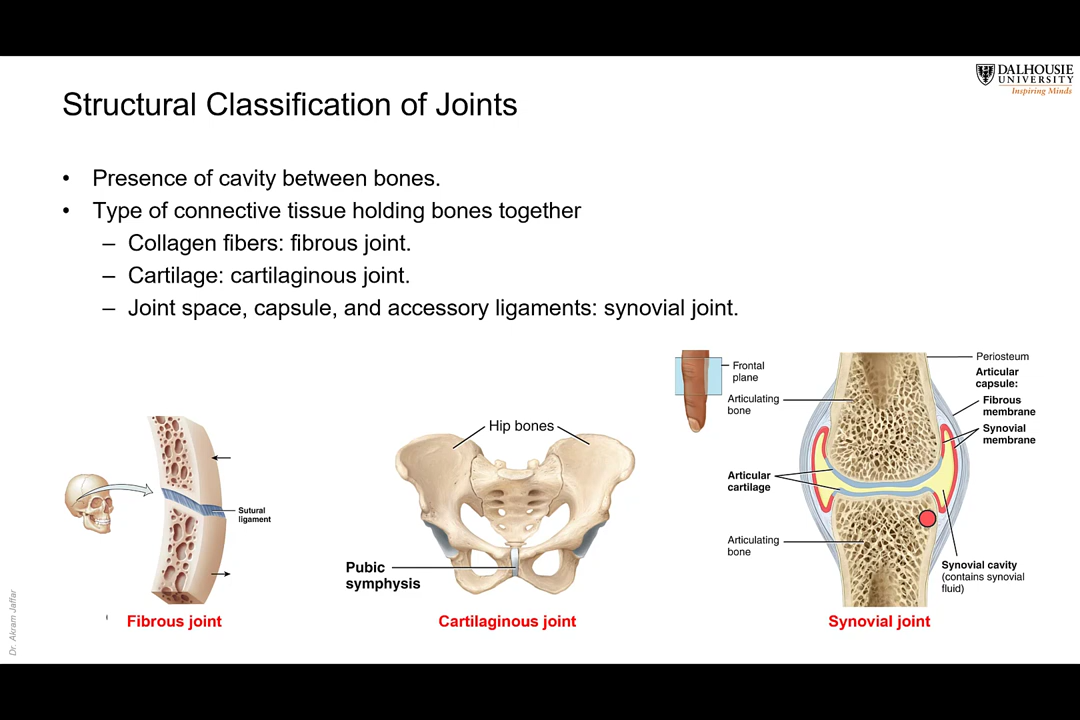 DALHOUSIE
UNIVERSITY
Inspiring Minds
Structural Classification of Joints
• Presence of cavity between bones.
• Type of connective tissue holding bones together
– Collagen fibers: fibrous joint.
– Cartilage: cartilaginous joint.
– Joint space, capsule, and accessory ligaments: synovial joint.
Sutural
ligament
Fibrous joint
Hip bones
Pubic
symphysis
Cartilaginous joint
Frontal
plane
Articulating
bone
Articular
cartilage
Articulating
bone
Periosteum
Articular
capsule:
Fibrous
membrane
Synovial
membrane
Synovial cavity
(contains synovial
fluid)
Synovial joint
Dr. Akram Jaffar